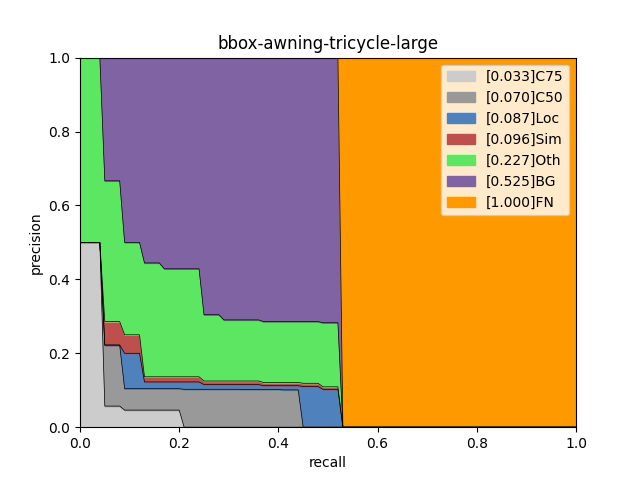 bbox-awning-tricycle-large
1.0
0.8
0.6
0.4
0.2
0.0
precision
0.0 0.2 0.4 0.6 0.8 1.0
recall
[0.033]C75
[0.070]C50
[0.087]Loc
[0.096]Sim
[0.227]Oth
[0.525]BG
[1.000]FN